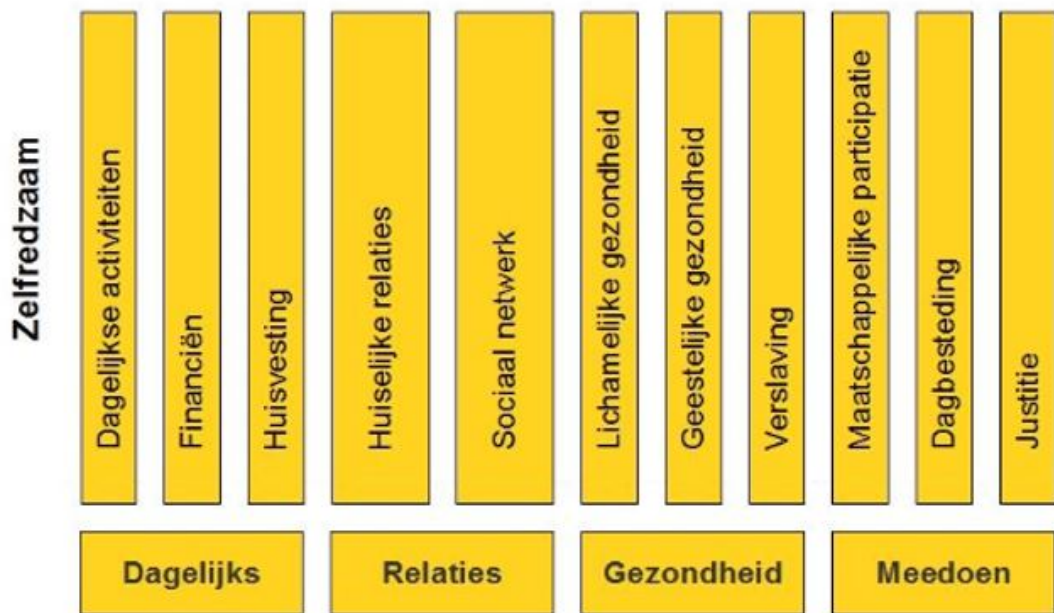 Zelfredzaam
Dagelijkse activiteiten
Financiën
Huisvesting
Huiselijke relaties
Sociaal netwerk
Lichamelijke gezondheid
Geestelijke gezondheid
Verslaving
Maatschappelijke participatie
Dagbesteding
Justitie
Dagelijks
Relaties
Gezondheid
Meedoen